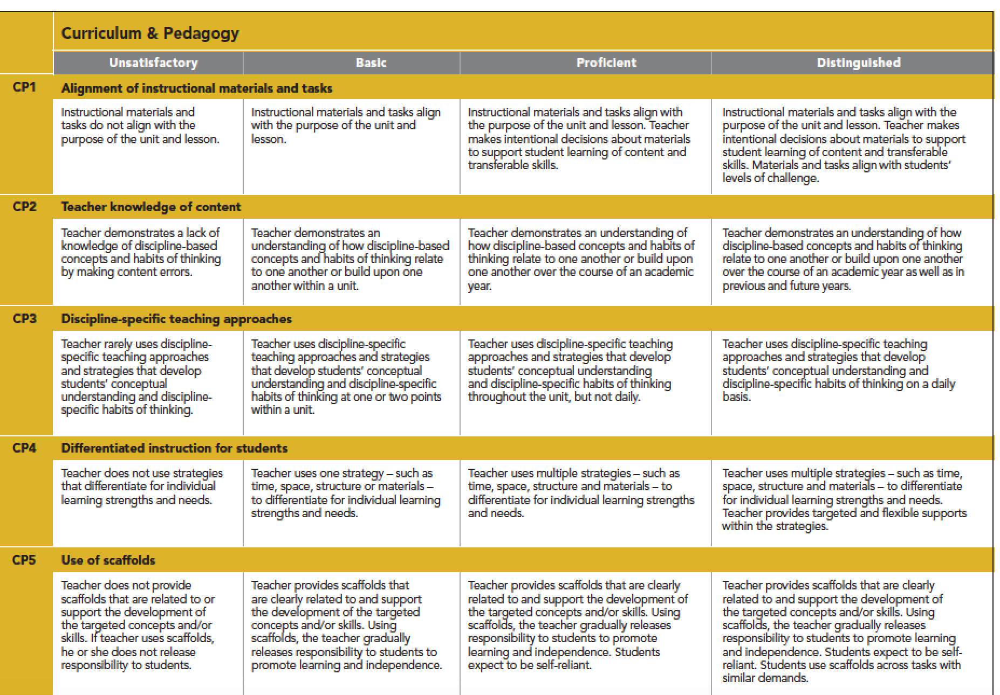 Curriculum & Pedagogy
Unsatisfactory Basic Proficient Distinguished
CP1 Alignment of instructional materials and tasks
Instructional materials and
tasks do not align with the
purpose of the unit and lesson.
Instructional materials and tasks align
with the purpose of the unit and
lesson.
Instructional materials and tasks align with
the purpose of the unit and lesson. Teacher
makes intentional decisions about materials
to support student learning of content and
transferable skills.
Instructional materials and tasks align with the
purpose of the unit and lesson. Teacher makes
intentional decisions about materials to support
student learning of content and transferable
skills. Materials and tasks align with students’
levels of challenge.
CP2 Teacher knowledge of content
Teacher demonstrates a lack of
knowledge of discipline-based
concepts and habits of thinking
by making content errors.
Teacher demonstrates an
understanding of how discipline-based
concepts and habits of thinking relate
to one another or build upon one
another within a unit.
Teacher demonstrates an understanding of
how discipline-based concepts and habits of
thinking relate to one another or build upon
one another over the course of an academic
year.
Teacher demonstrates an understanding of how
discipline-based concepts and habits of thinking
relate to one another or build upon one another
over the course of an academic year as well as in
previous and future years.
CP3 Discipline-specific teaching approaches
Teacher rarely uses discipline-
specific teaching approaches
and strategies that develop
students’ conceptual
understanding and discipline-
specific habits of thinking.
Teacher uses discipline-specific
teaching approaches and strategies
that develop students’ conceptual
understanding and discipline-specific
habits of thinking at one or two points
within a unit.
Teacher uses discipline-specific teaching
approaches and strategies that develop
students’ conceptual understanding
and discipline-specific habits of thinking
throughout the unit, but not daily.
Teacher uses discipline-specific teaching
approaches and strategies that develop
students’ conceptual understanding and
discipline-specific habits of thinking on a daily
basis.
CP4 Differentiated instruction for students
Teacher does not use strategies
that differentiate for individual
learning strengths and needs.
Teacher uses one strategy – such as
time, space, structure or materials –
to differentiate for individual learning
strengths and needs.
Teacher uses multiple strategies – such as
time, space, structure and materials – to
differentiate for individual learning strengths
and needs.
Teacher uses multiple strategies – such as time,
space, structure and materials – to differentiate
for individual learning strengths and needs.
Teacher provides targeted and flexible supports
within the strategies.
CP5 Use of scaffolds
Teacher does not provide
scaffolds that are related to or
support the development of
the targeted concepts and/or
skills. If teacher uses scaffolds,
he or she does not release
responsibility to students.
Teacher provides scaffolds that
are clearly related to and support
the development of the targeted
concepts and/or skills. Using
scaffolds, the teacher gradually
releases responsibility to students to
promote learning and independence.
Teacher provides scaffolds that are clearly
related to and support the development of
the targeted concepts and/or skills. Using
scaffolds, the teacher gradually releases
responsibility to students to promote
learning and independence. Students
expect to be self-reliant.
Teacher provides scaffolds that are clearly
related to and support the development of
the targeted concepts and/or skills. Using
scaffolds, the teacher gradually releases
responsibility to students to promote learning
and independence. Students expect to be self-
reliant. Students use scaffolds across tasks with
similar demands.